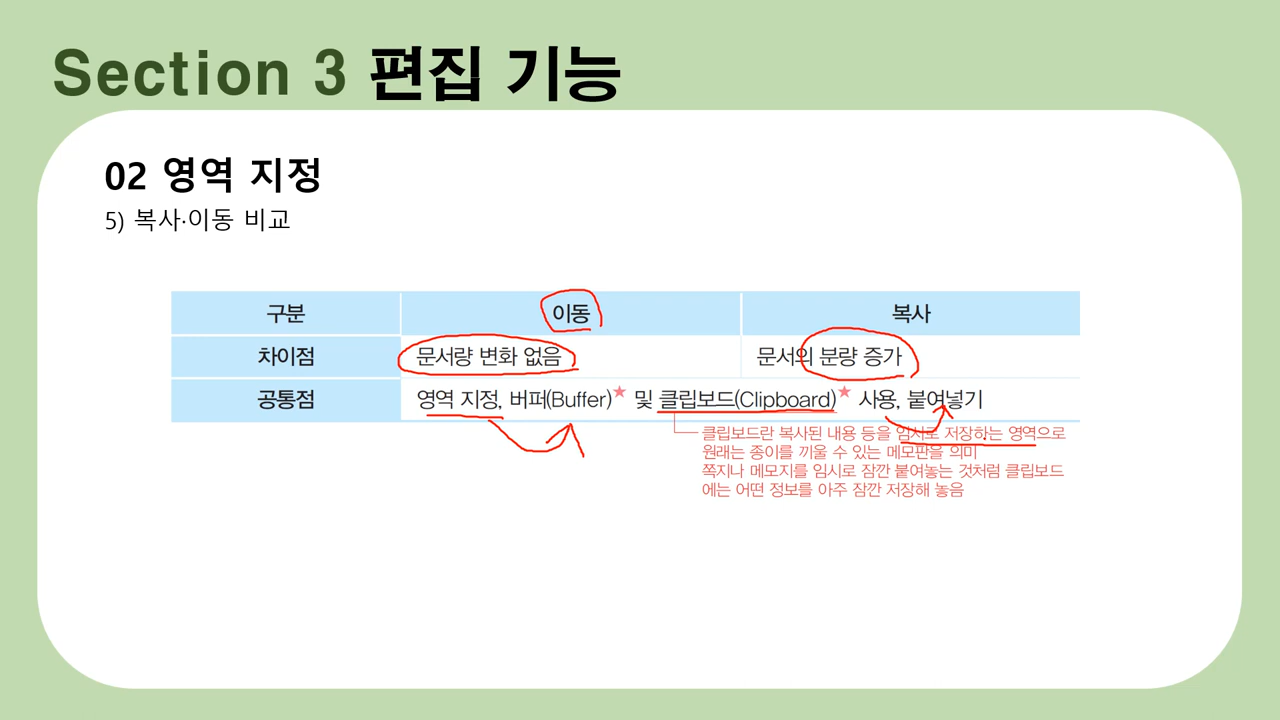 Section 3 편집 기능
02 영역 지정
5) 복사·이동 비교
구분 이동 복사
차이점 문서량 변화 없음 문서의 분량 증가
공통점 영역 지정, 버퍼(Buffer)★ 및 클립보드(Clipboard)★ 사용, 붙여넣기
클립보드란 복사된 내용 등을 임시로 저장하는 영역으로
원래는 종이를 끼울 수 있는 메모판을 의미
쪽지나 메모지를 임시로 잠깐 붙여놓는 것처럼 클립보드
에는 어떤 정보를 아주 잠깐 저장해 놓음